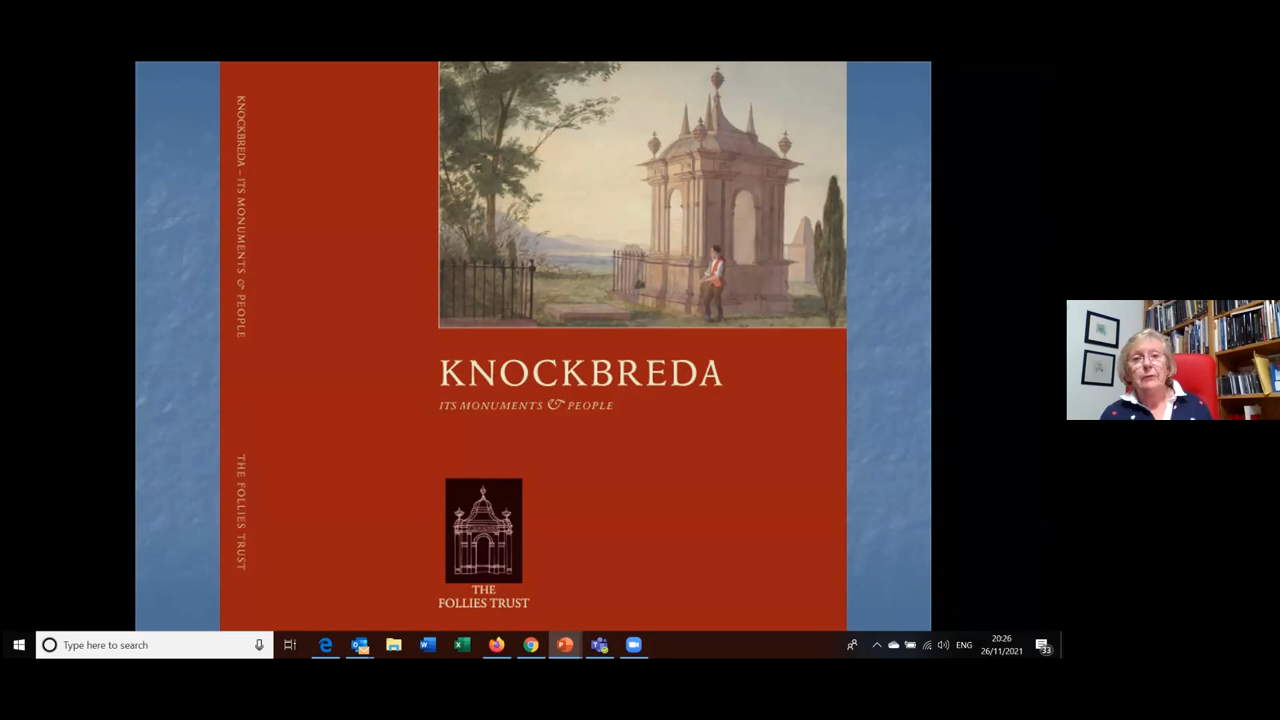 KNOCKBREDA – ITS MONUMENTS & PEOPLE
THE FOLLIES TRUST
KNOCKBREDA
ITS MONUMENTS & PEOPLE
THE
FOLLIES TRUST
Type here to search
ENG
20:26
26/11/2021
33